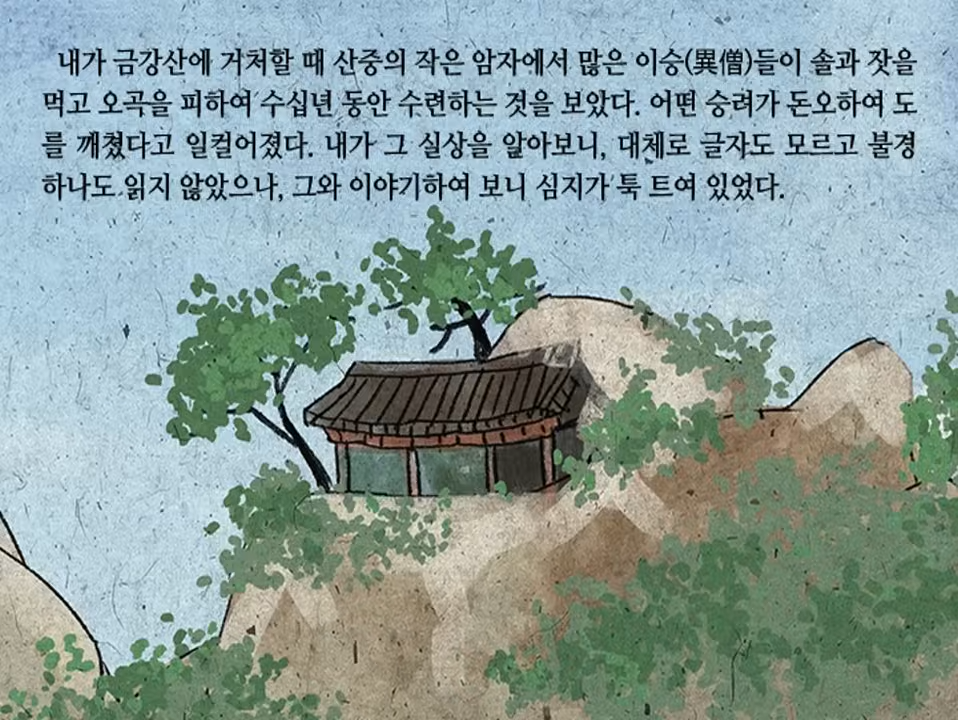 내가 금강산에 거처할 때 산중의 작은 암자에서 많은 이승(異僧)들이 솔과 잣을
먹고 오곡을 피하여 수십년 동안 수련하는 것을 보았다. 어떤 승려가 돈오하여 도
를 깨쳤다고 일컬어졌다. 내가 그 실상을 알아보니, 대체로 글자도 모르고 불경
하나도 읽지 않았으나, 그와 이야기하여 보니 심지가 툭 트여 있었다.